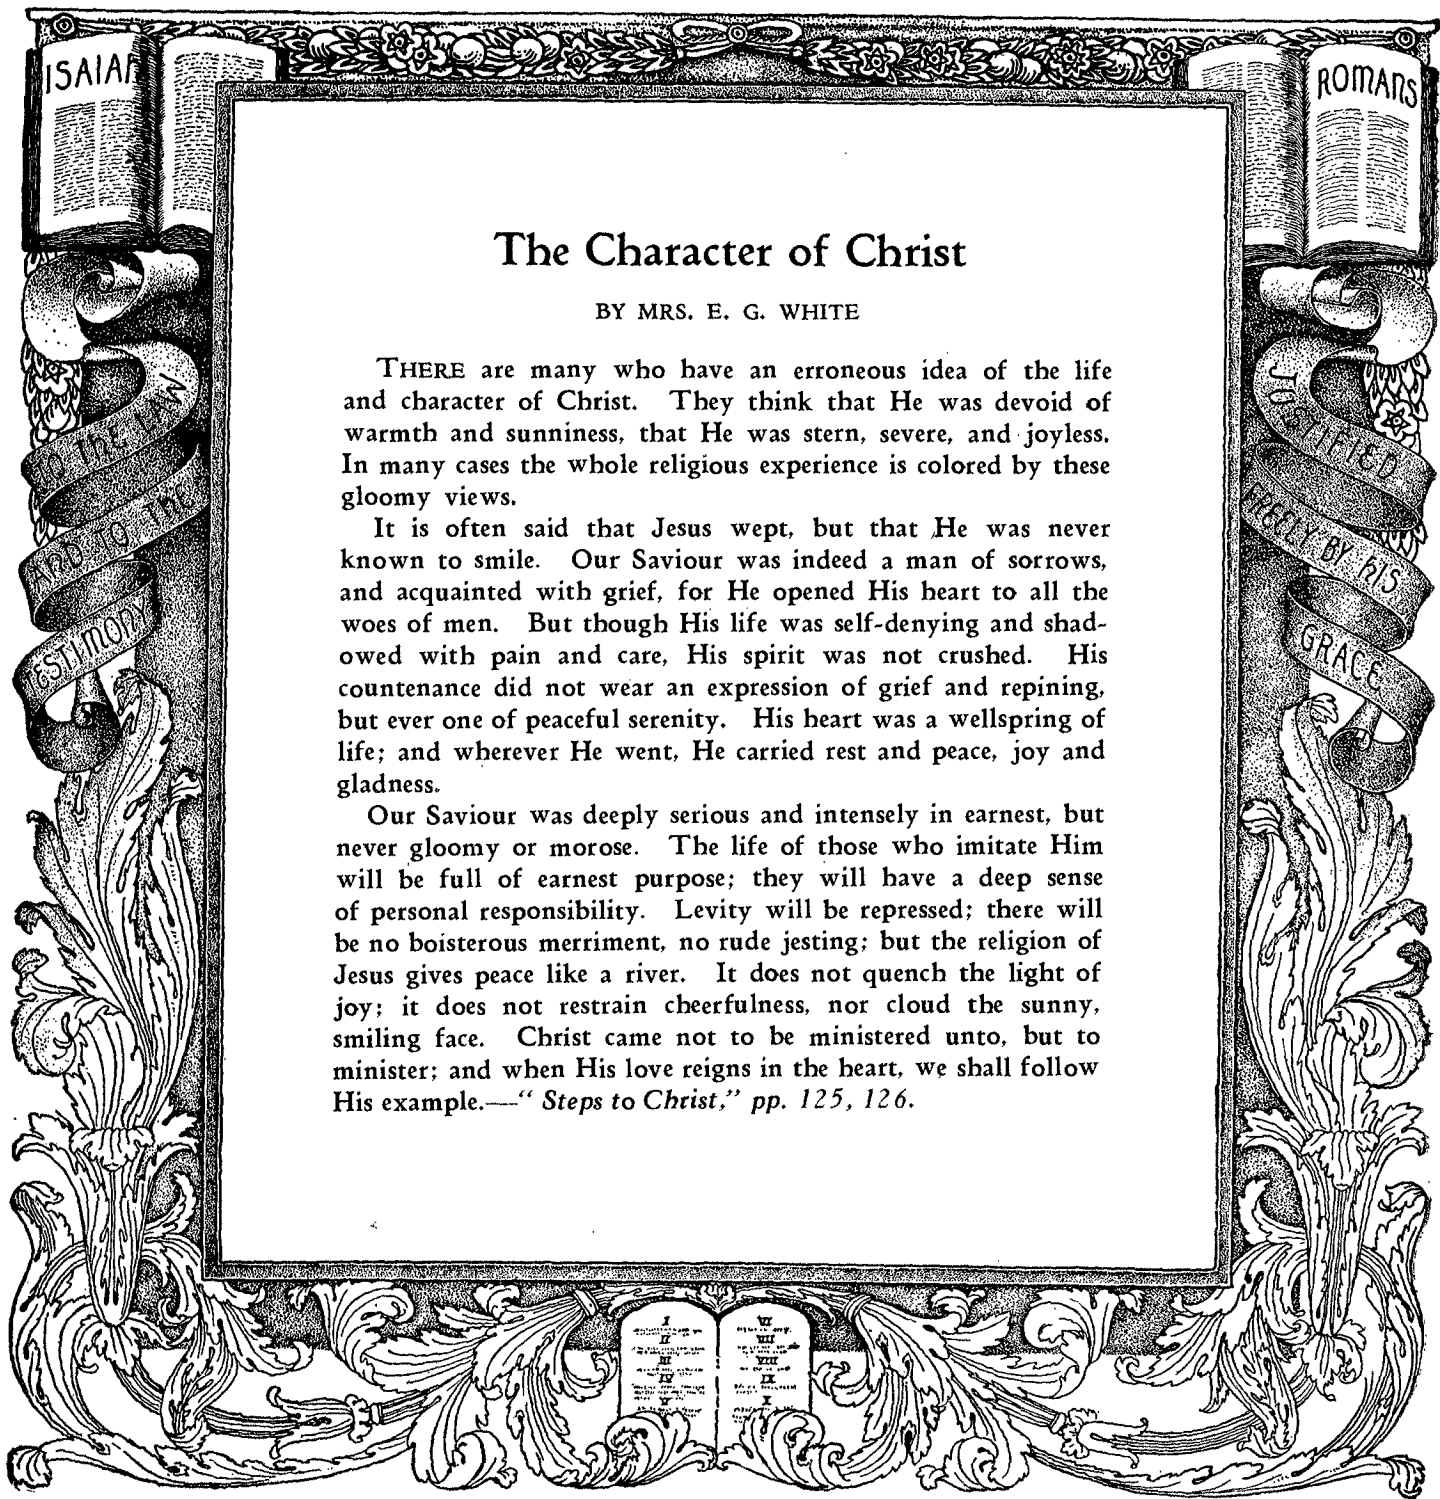 ISAIAH
ROMANS
The Character of Christ
BY MRS. E. G. WHITE
THERE are many who have an erroneous idea of the life
and character of Christ. They think that He was devoid of
warmth and sunniness, that He was stern, severe, and joyless.
In many cases the whole religious experience is colored by these
gloomy views.
It is often said that Jesus wept, but that He was never
known to smile. Our Saviour was indeed a man of sorrows,
and acquainted with grief, for He opened His heart to all the
woes of men. But though His life was self-denying and shad-
owed with pain and care, His spirit was not crushed. His
countenance did not wear an expression of grief and repining,
but ever one of peaceful serenity. His heart was a wellspring of
life; and wherever He went, He carried rest and peace, joy and
gladness.
Our Saviour was deeply serious and intensely in earnest, but
never gloomy or morose. The life of those who imitate Him
will be full of earnest purpose; they will have a deep sense
of personal responsibility. Levity will be repressed; there will
be no boisterous merriment, no rude jesting; but the religion of
Jesus gives peace like a river. It does not quench the light of
joy; it does not restrain cheerfulness, nor cloud the sunny,
smiling face. Christ came not to be ministered unto, but to
minister; and when His love reigns in the heart, we shall follow
His example.—“Steps to Christ,” pp. 125, 126.
TO THE LAW
AND TO THE
TESTIMONY
JUSTIFIED
FREELY BY HIS
GRACE
I
II
III
IV
V
VI
VII
VIII
IX
X